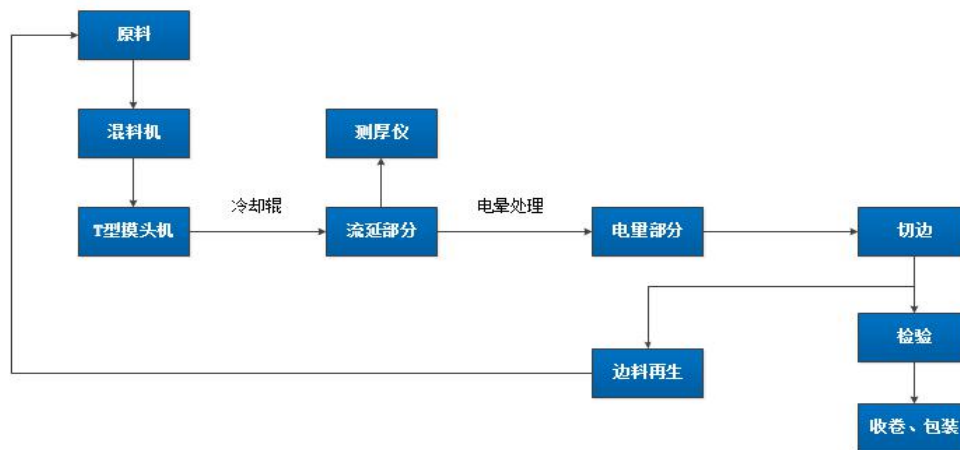 原料
混料机
测厚仪
T型摸头机
冷却辊
流延部分
电晕处理
电量部分
切边
检验
边料再生
收卷、包装